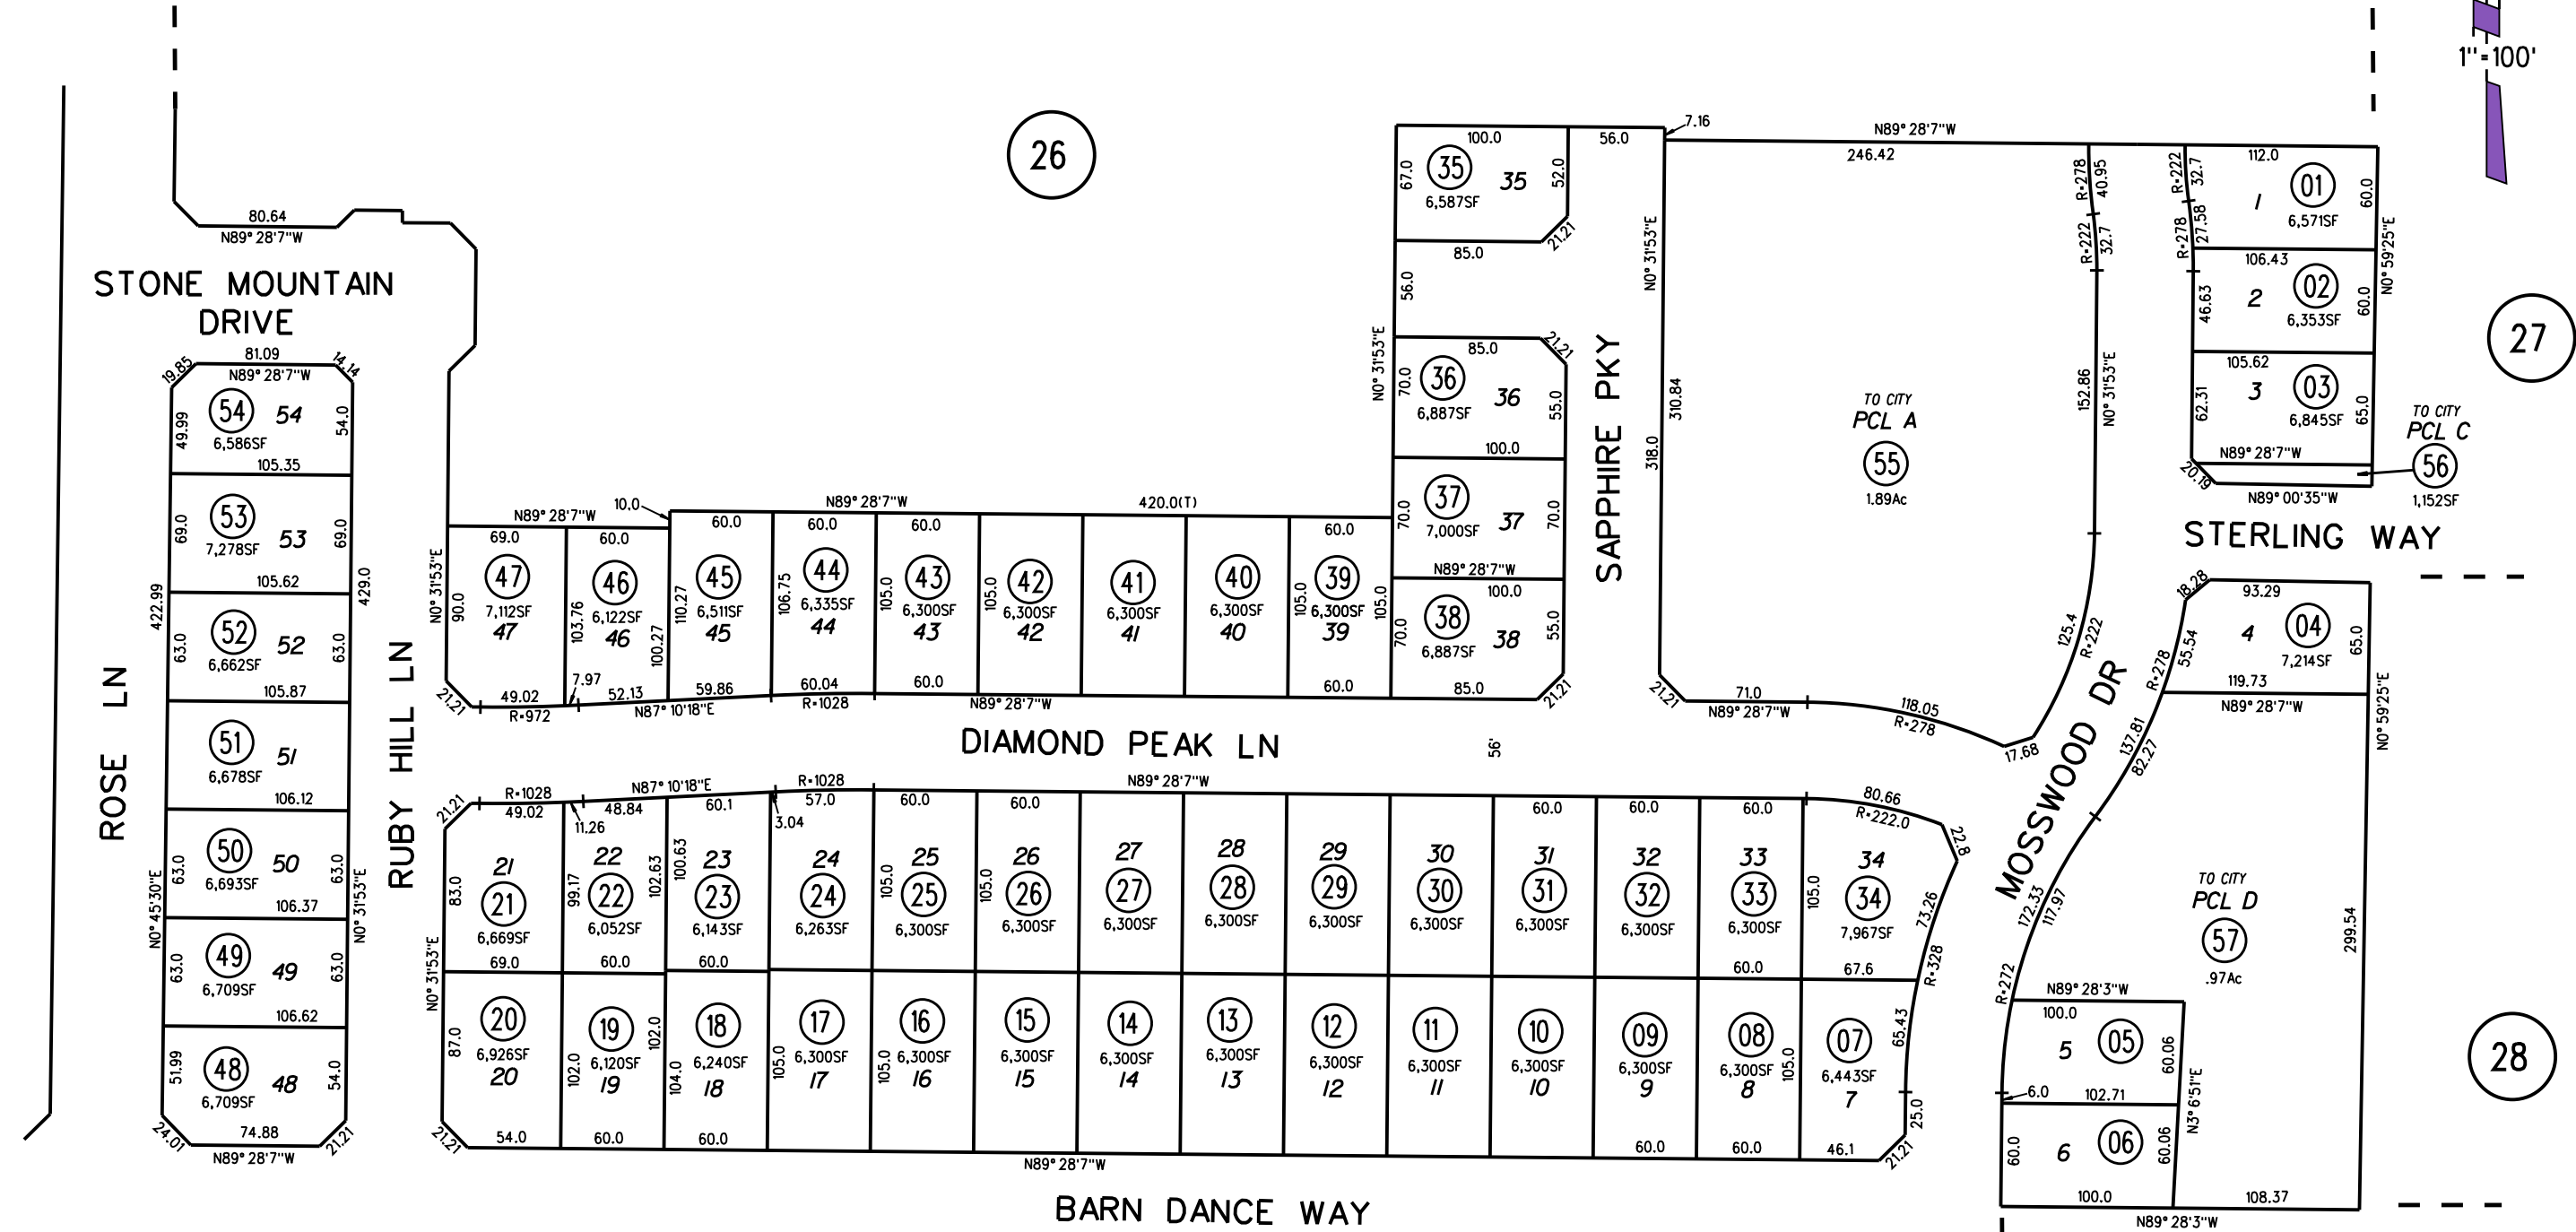 1"=100'
26
27
28
STONE MOUNTAIN
DRIVE
80.64
N89° 28'7"W
81.09
N89° 28'7"W
19.85
14.14
54
54
6,586SF
49.99
54.0
105.35
53
53
7,278SF
69.0
69.0
105.62
422.99
429.0
52
52
6,662SF
63.0
63.0
105.87
51
51
6,678SF
106.12
50
50
6,693SF
63.0
63.0
106.37
N0° 45'30"E
N0° 31'53"E
49
49
6,709SF
63.0
63.0
106.62
48
48
6,709SF
51.99
54.0
24.01
74.88
21.21
N89° 28'7"W
ROSE LN
RUBY HILL LN
N89° 28'7"W
10.0
N89° 28'7"W
420.0(T)
69.0
60.0
60.0
60.0
60.0
60.0
N0° 31'53"E
90.0
47
7,112SF
47
103.76
46
6,122SF
46
100.27
110.27
45
6,511SF
45
106.75
44
6,335SF
44
105.0
43
6,300SF
43
105.0
42
6,300SF
42
41
6,300SF
41
40
6,300SF
40
105.0
39
6,300SF
39
105.0
21.21
49.02
R=972
7.97
52.13
N87° 10'18"E
59.86
60.04
R=1028
60.0
N89° 28'7"W
60.0
85.0
21.21
100.0
56.0
67.0
35
35
6,587SF
52.0
21.21
85.0
56.0
N0° 31'53"E
85.0
21.21
70.0
36
36
6,887SF
55.0
100.0
70.0
37
37
7,000SF
70.0
N89° 28'7"W
100.0
70.0
38
38
6,887SF
55.0
SAPPHIRE PKY
7.16
N89° 28'7"W
246.42
N0° 31'53"E
310.84
318.0
TO CITY
PCL A
55
1.89Ac
R=278
40.95
R=222
32.7
152.86
N0° 31'53"E
125.4
R=222
21.21
71.0
N89° 28'7"W
118.05
R=278
17.68
R=222
32.7
R=278
27.58
112.0
1
01
6,571SF
60.0
N0° 59'25"E
106.43
46.63
2
02
6,353SF
60.0
105.62
62.31
3
03
6,845SF
65.0
N89° 28'7"W
20.19
N89° 00'35"W
TO CITY
PCL C
56
1,152SF
STERLING WAY
18.28
93.29
4
04
7,214SF
65.0
55.54
R=278
119.73
N89° 28'7"W
N0° 59'25"E
137.81
82.27
MOSSWOOD DR
172.33
117.97
R=272
TO CITY
PCL D
57
.97Ac
299.54
N89° 28'3"W
100.0
5
05
60.06
6.0
102.71
N3° 6'51"E
60.0
6
06
60.06
100.0
108.37
N89° 28'3"W
DIAMOND PEAK LN
56'
21.21
R=1028
49.02
11.26
N87° 10'18"E
48.84
60.1
R=1028
57.0
3.04
60.0
60.0
N89° 28'7"W
60.0
60.0
60.0
80.66
R=222.0
22.8
83.0
21
21
6,669SF
69.0
99.17
22
22
6,052SF
60.0
102.63
100.63
23
23
6,143SF
60.0
24
24
6,263SF
105.0
25
25
6,300SF
105.0
26
26
6,300SF
27
27
6,300SF
28
28
6,300SF
29
29
6,300SF
30
30
6,300SF
31
31
6,300SF
32
32
6,300SF
33
33
6,300SF
60.0
105.0
34
34
7,967SF
67.6
73.26
R=328
N0° 31'53"E
87.0
20
6,926SF
20
102.0
19
6,120SF
19
102.0
104.0
18
6,240SF
18
105.0
17
6,300SF
17
105.0
16
6,300SF
16
15
6,300SF
15
14
6,300SF
14
13
6,300SF
13
12
6,300SF
12
11
6,300SF
11
10
6,300SF
10
09
6,300SF
9
08
6,300SF
8
105.0
07
6,443SF
7
65.43
25.0
21.21
54.0
60.0
60.0
N89° 28'7"W
60.0
60.0
46.1
21.21
BARN DANCE WAY